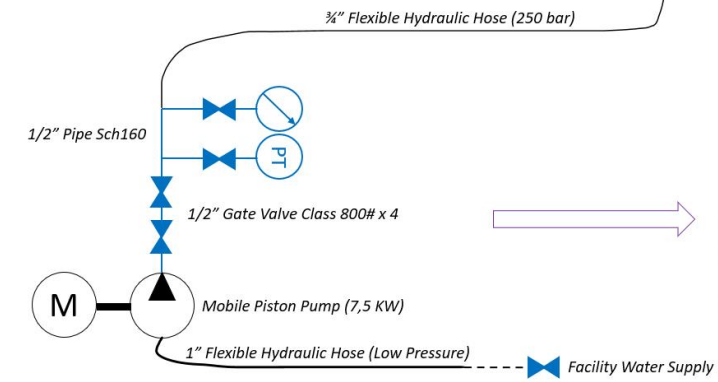 ¾” Flexible Hydraulic Hose (250 bar)
1/2” Pipe Sch160
PT
1/2” Gate Valve Class 800# x 4
M
Mobile Piston Pump (7,5 KW)
1” Flexible Hydraulic Hose (Low Pressure)
Facility Water Supply